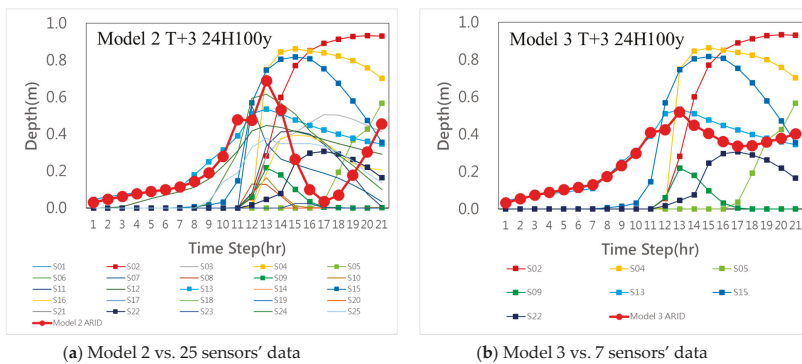 Model 2 T+3 24H100y
Depth(m)
1.0
0.8
0.6
0.4
0.2
0.0
1 2 3 4 5 6 7 8 9 10 11 12 13 14 15 16 17 18 19 20 21
Time Step(hr)
S01 S02 S03 S04 S05
S06 S07 S08 S09 S10
S11 S12 S13 S14 S15
S16 S17 S18 S19 S20
S21 S22 S23 S24 S25
Model 2 ARID
(a) Model 2 vs. 25 sensors’ data
Model 3 T+3 24H100y
Depth(m)
1.0
0.8
0.6
0.4
0.2
0.0
1 2 3 4 5 6 7 8 9 10 11 12 13 14 15 16 17 18 19 20 21
Time Step(hr)
S02 S04 S05
S09 S13 S15
S22 Model 3 ARID
(b) Model 3 vs. 7 sensors’ data